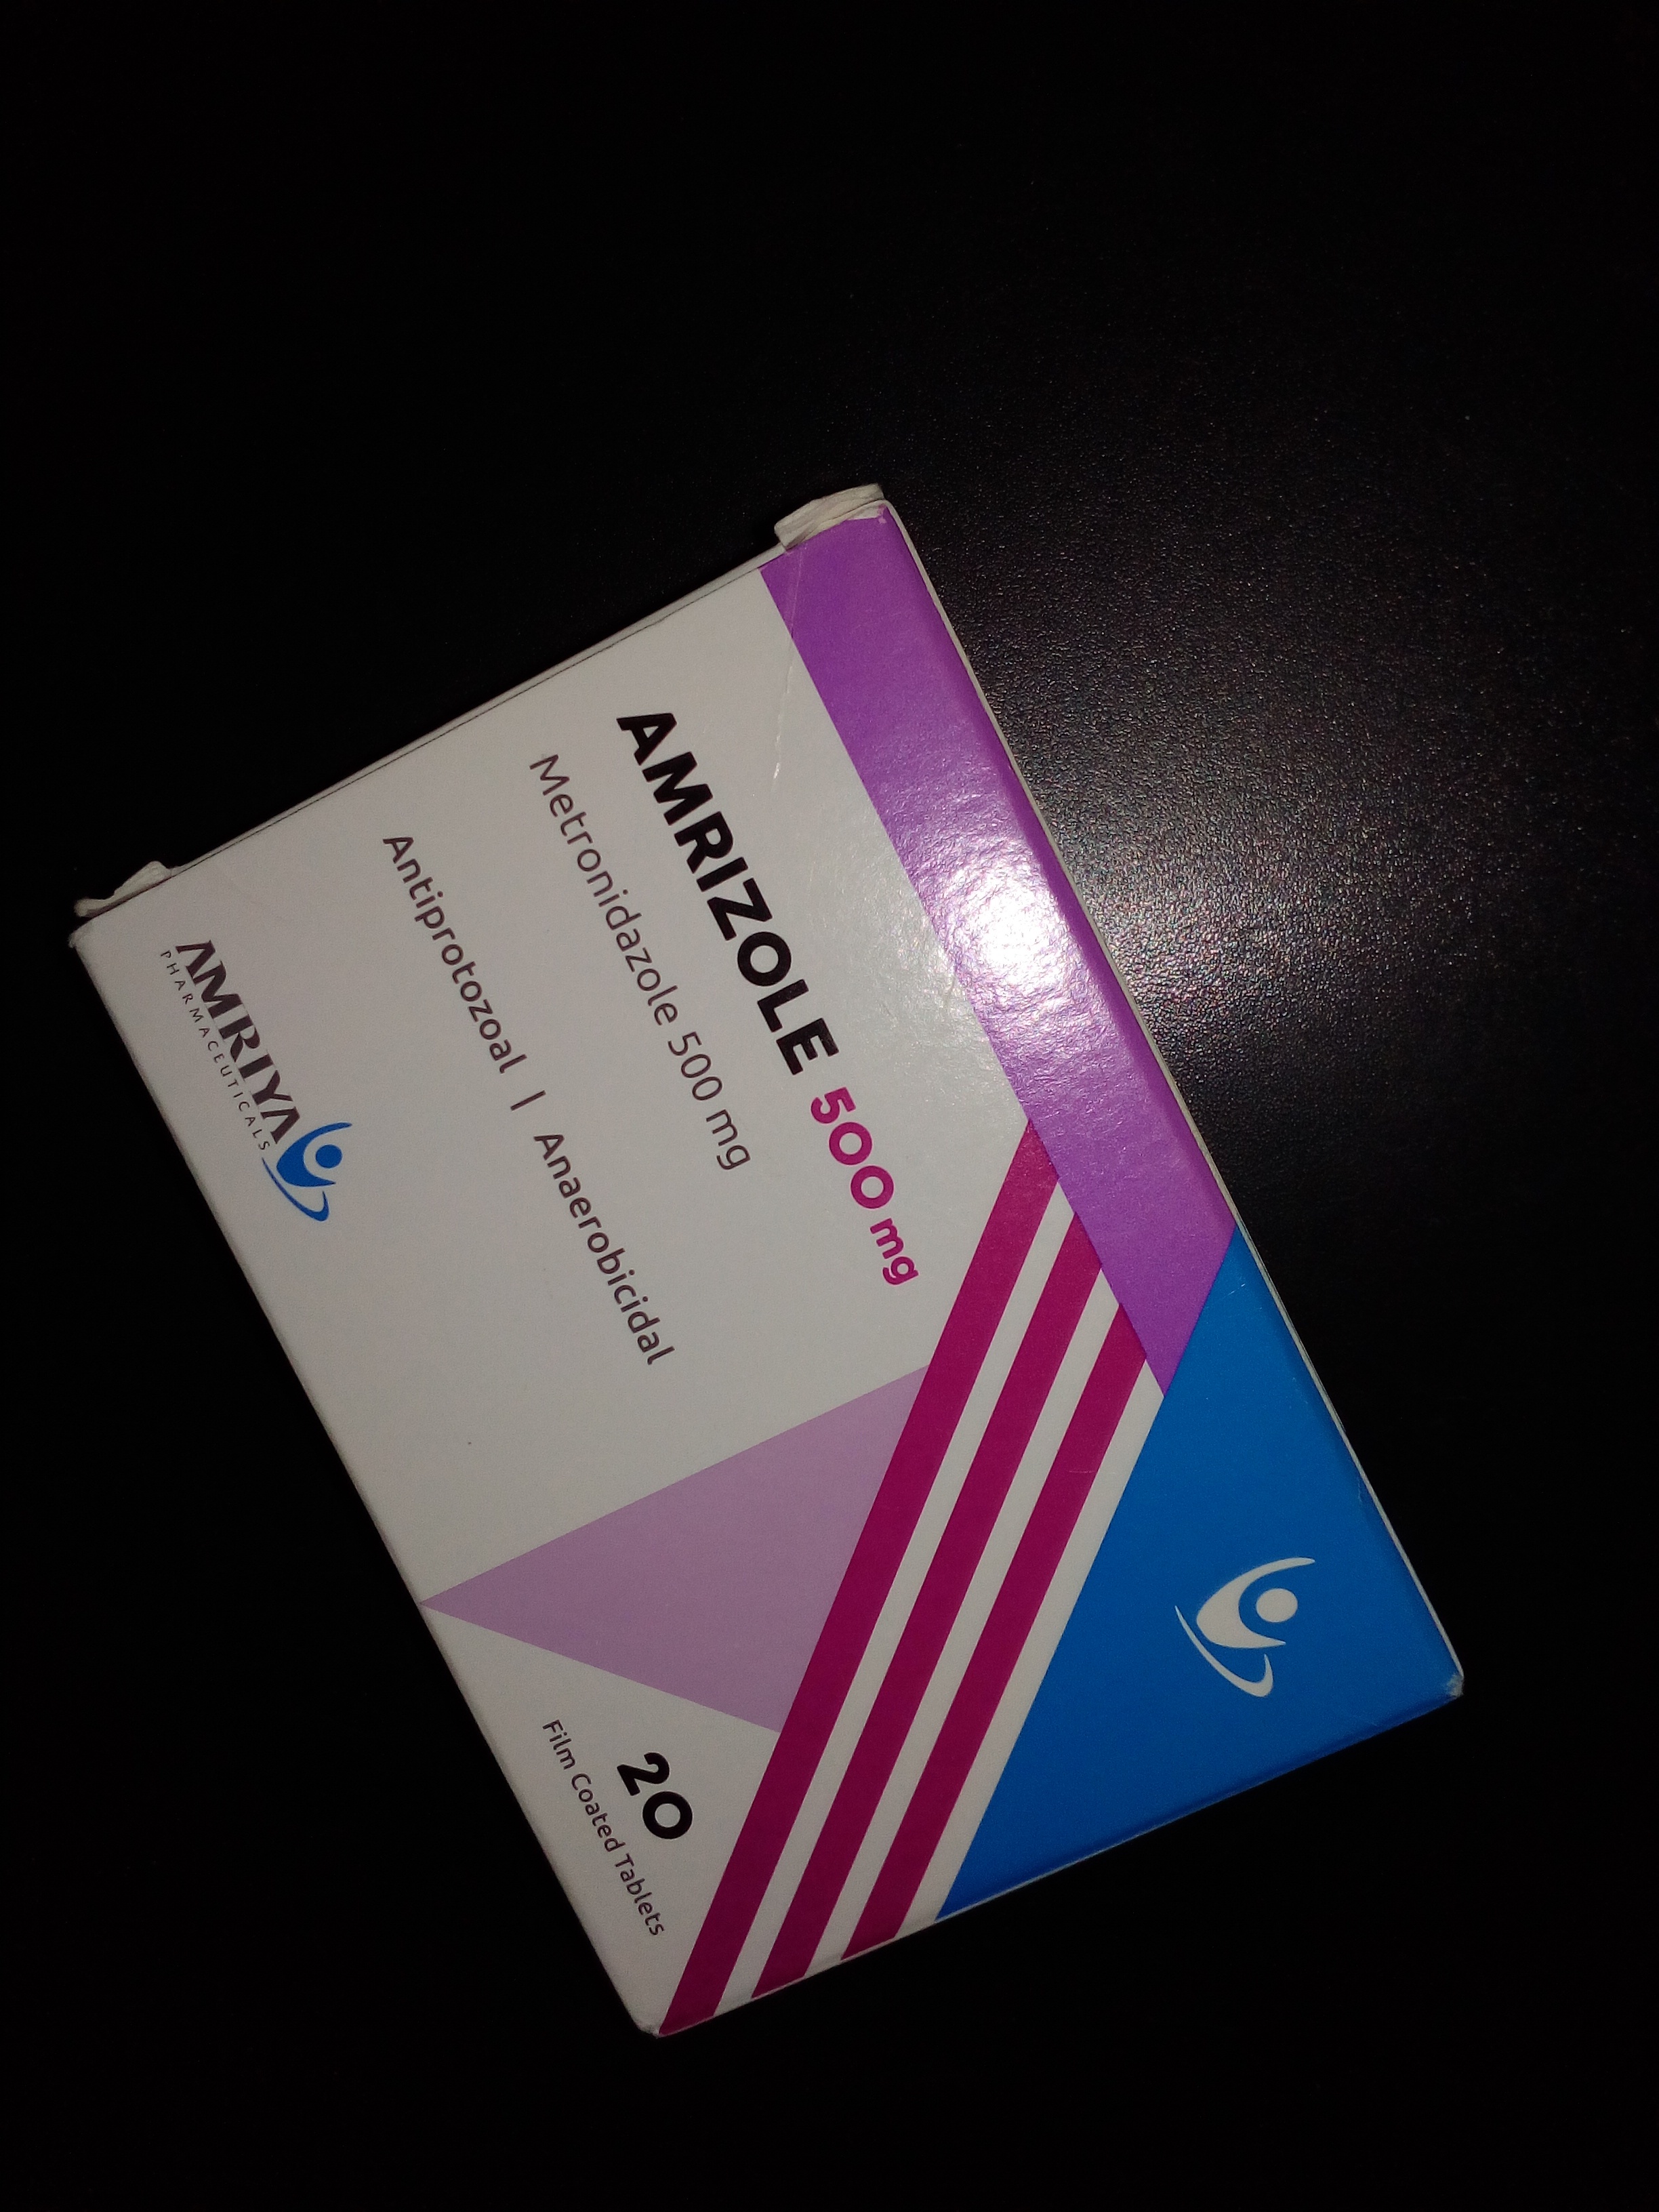 AMRIZOLE 500 mg
Metronidazole 500 mg
Antiprotozoal | Anaerobicidal
AMRIYA
PHARMACEUTICALS
20
Film Coated Tablets